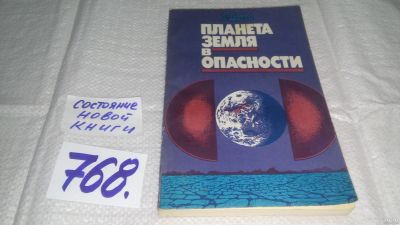 СОСТОЯНИЕ
НОВОЙ
КНИГИ
768.
ПЛАНЕТА
ЗЕМЛЯ
В
ОПАСНОСТИ